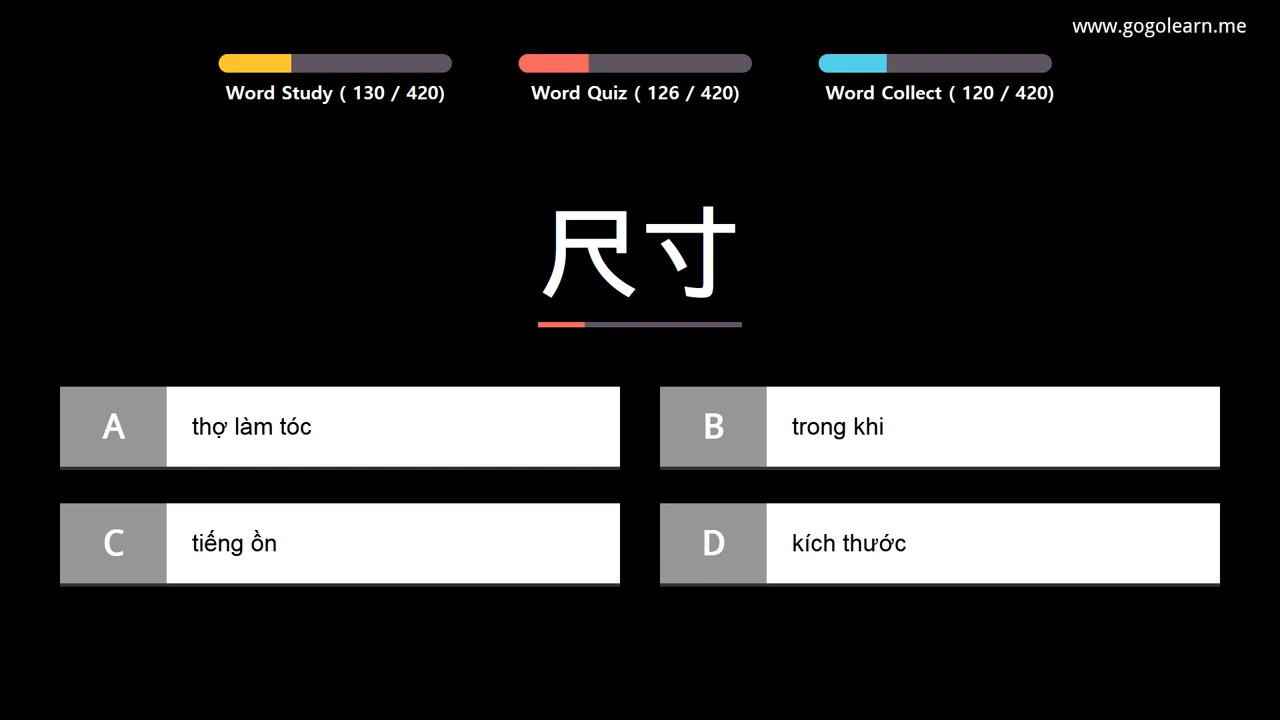 www.gogolearn.me
Word Study ( 130 / 420)
Word Quiz ( 126 / 420)
Word Collect ( 120 / 420)
尺寸
A thợ làm tóc
B trong khi
C tiếng ồn
D kích thước